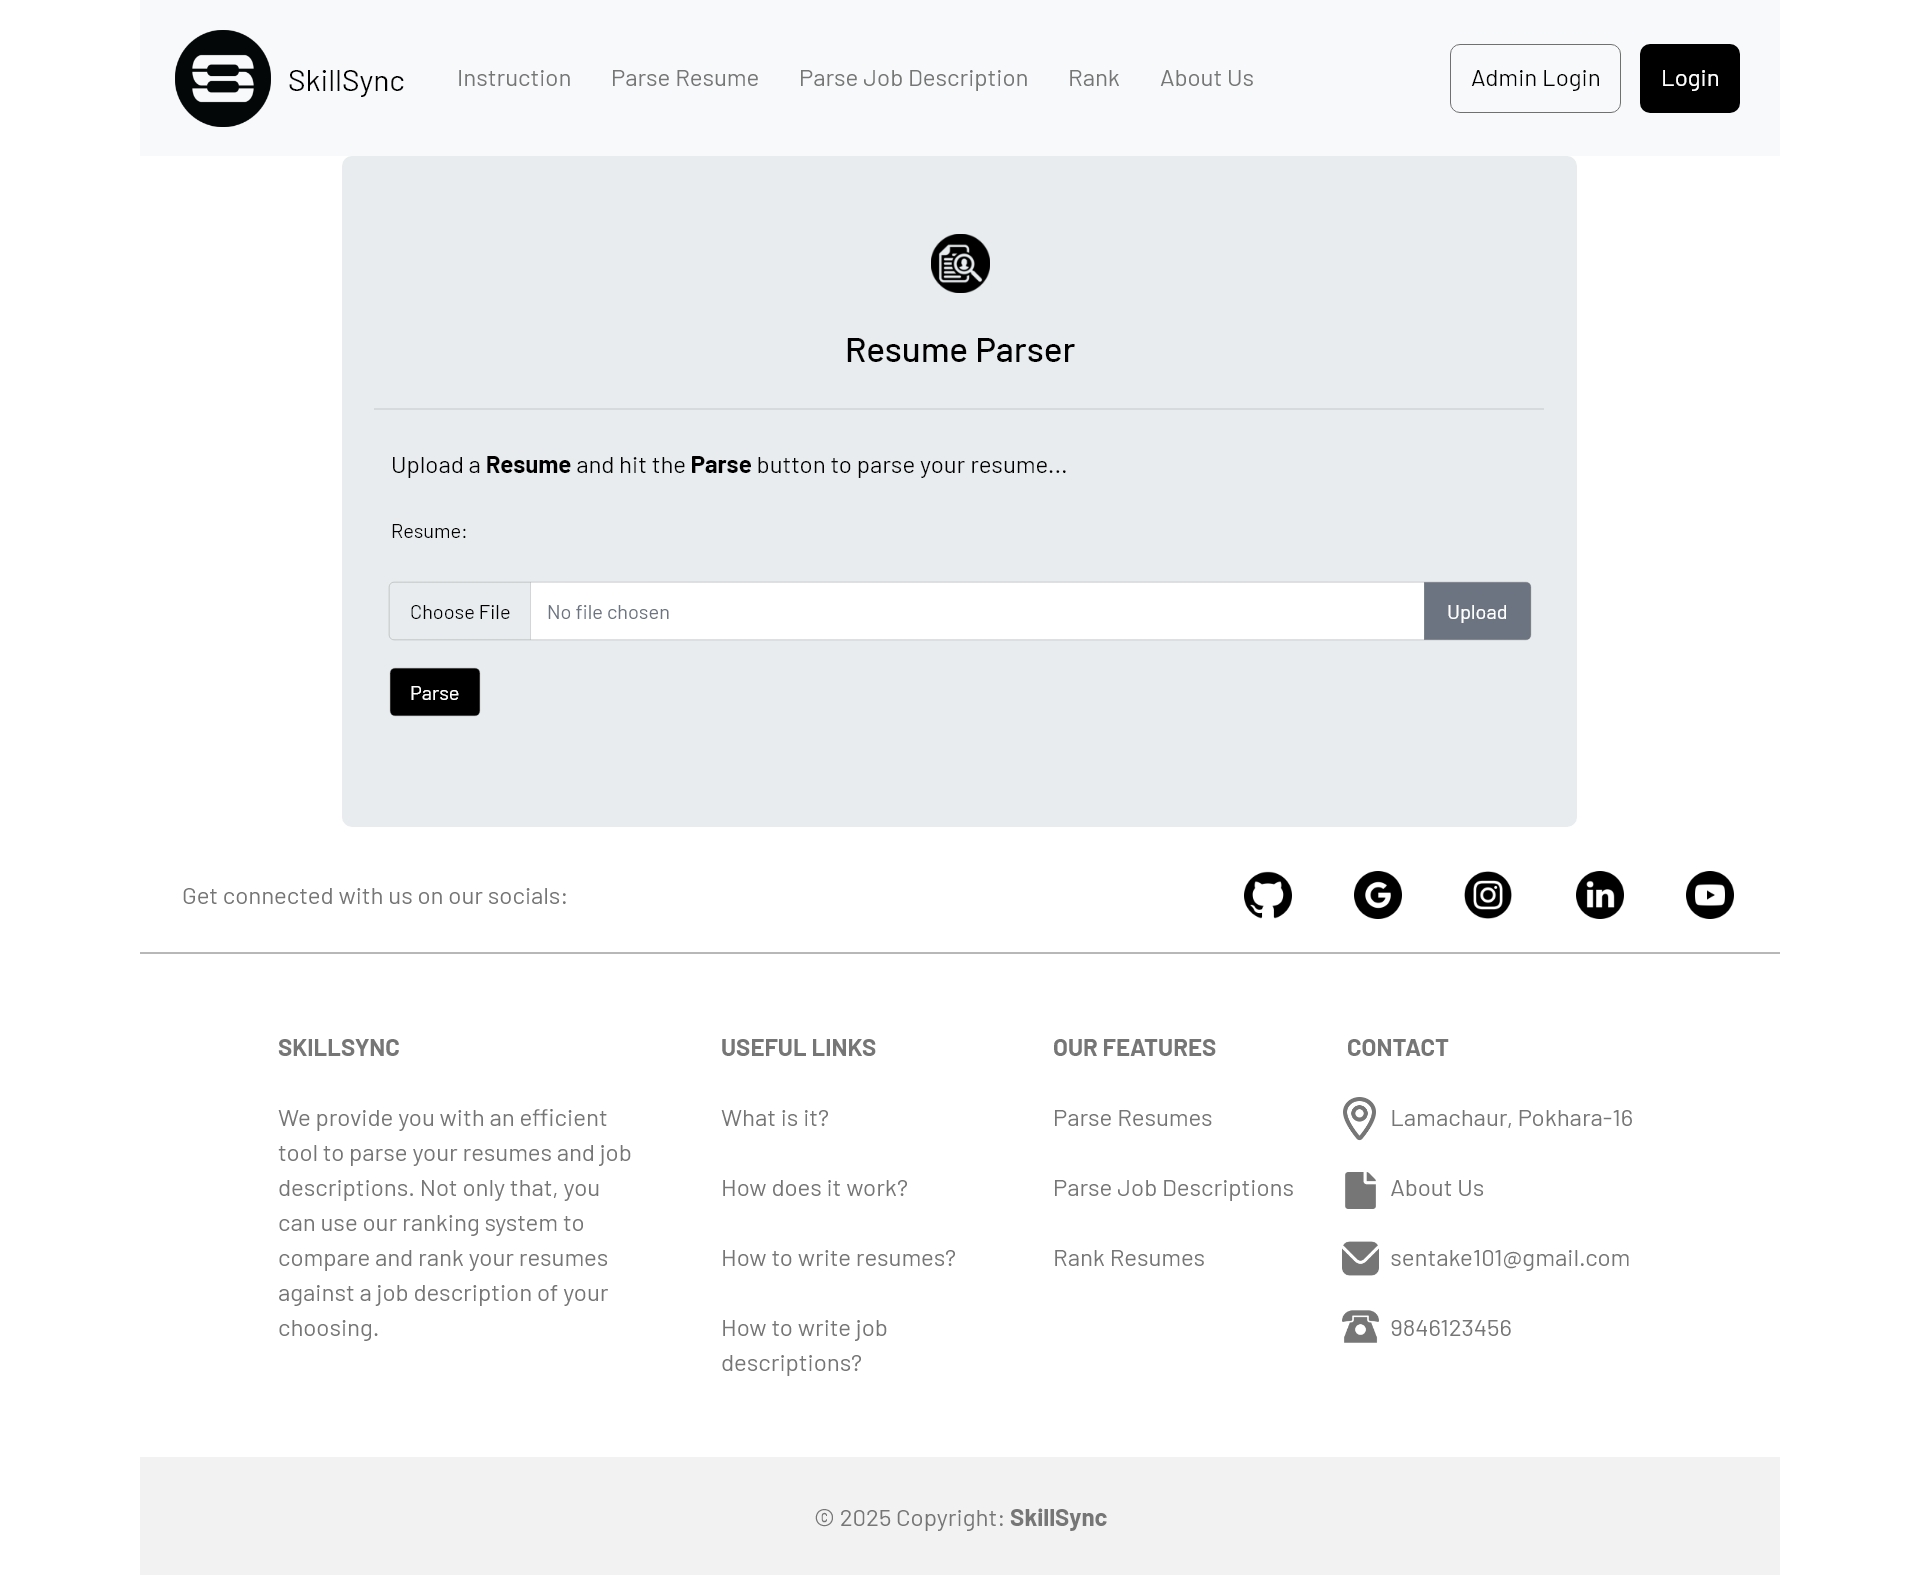 SkillSync
Instruction
Parse Resume
Parse Job Description
Rank
About Us
Admin Login
Login
Resume Parser
Upload a Resume and hit the Parse button to parse your resume...
Resume:
Choose File
No file chosen
Upload
Parse
Get connected with us on our socials:
SKILLSYNC
We provide you with an efficient
tool to parse your resumes and job
descriptions. Not only that, you
can use our ranking system to
compare and rank your resumes
against a job description of your
choosing.
USEFUL LINKS
What is it?
How does it work?
How to write resumes?
How to write job
descriptions?
OUR FEATURES
Parse Resumes
Parse Job Descriptions
Rank Resumes
CONTACT
Lamachaur, Pokhara-16
About Us
sentake101@gmail.com
9846123456
© 2025 Copyright: SkillSync